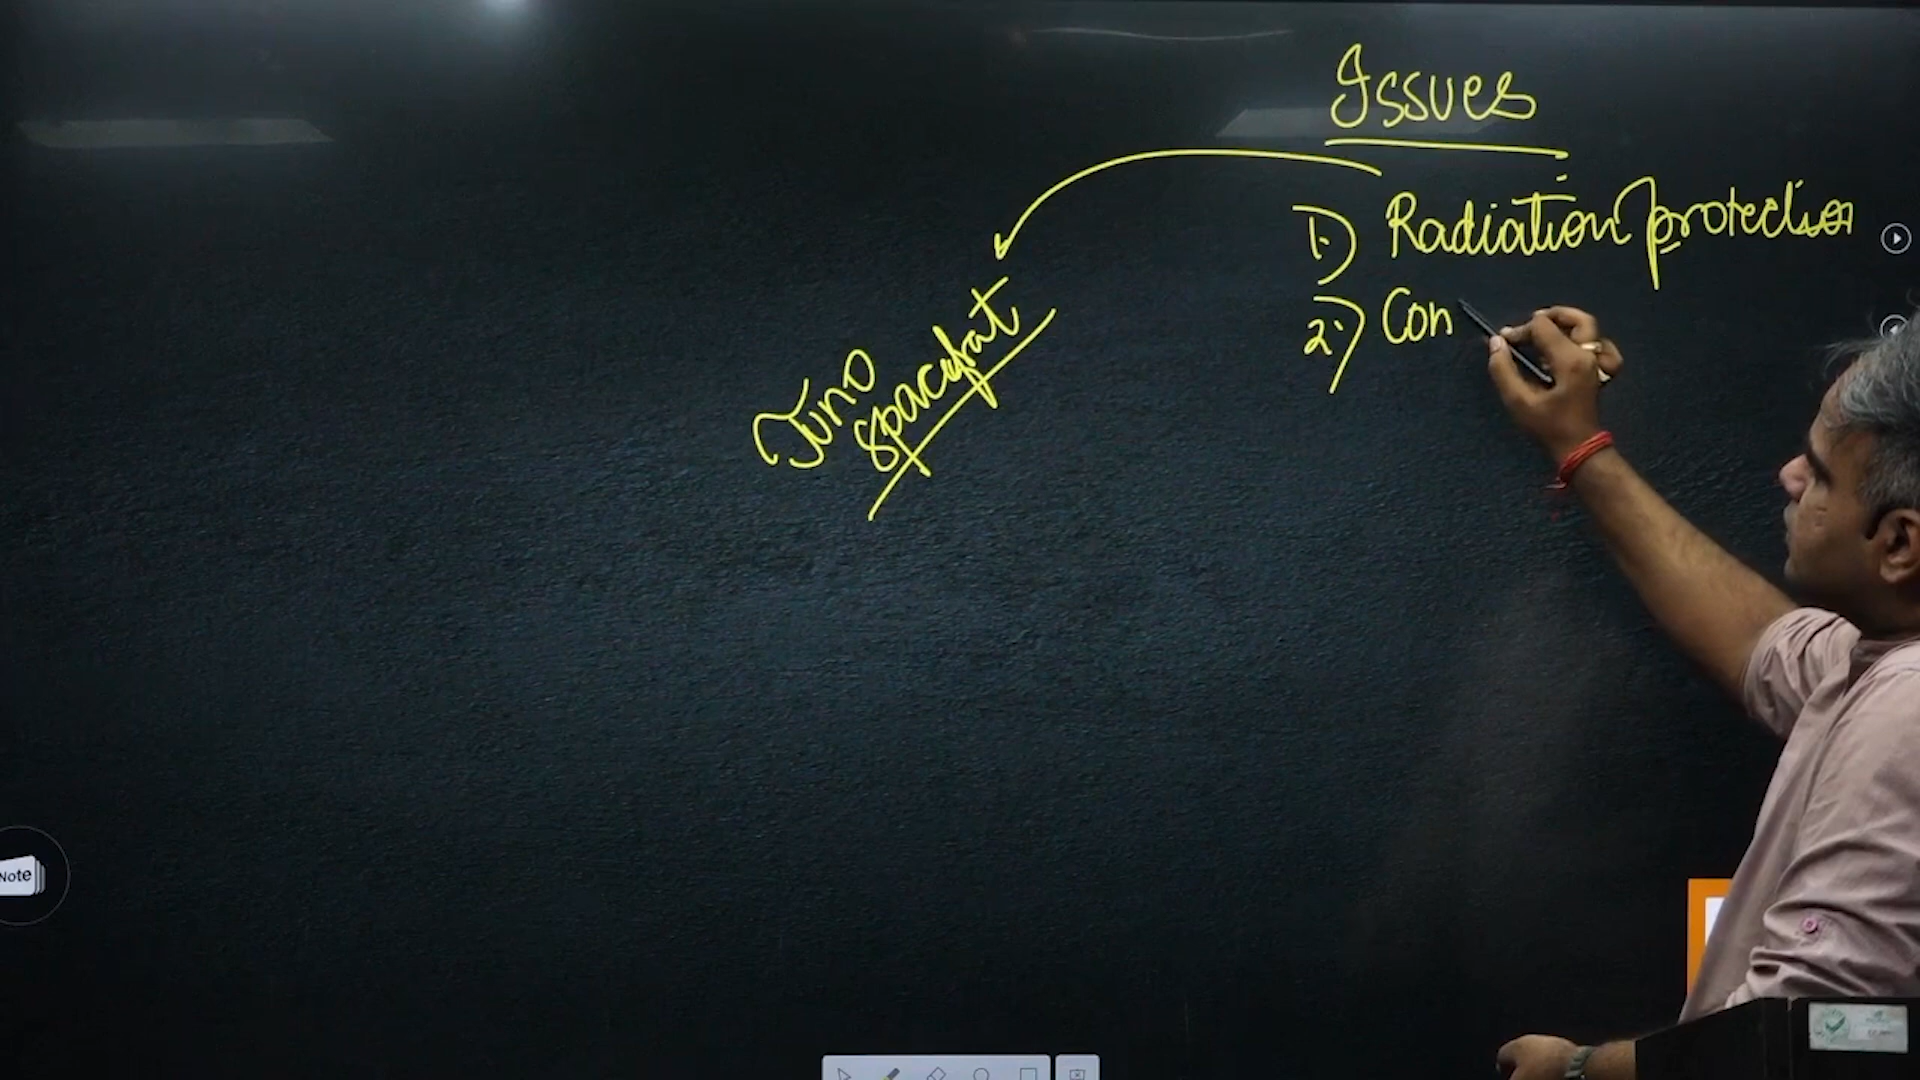 Issues
1.) Radiation protection
2.) Con
Juno
spacecraft
Note